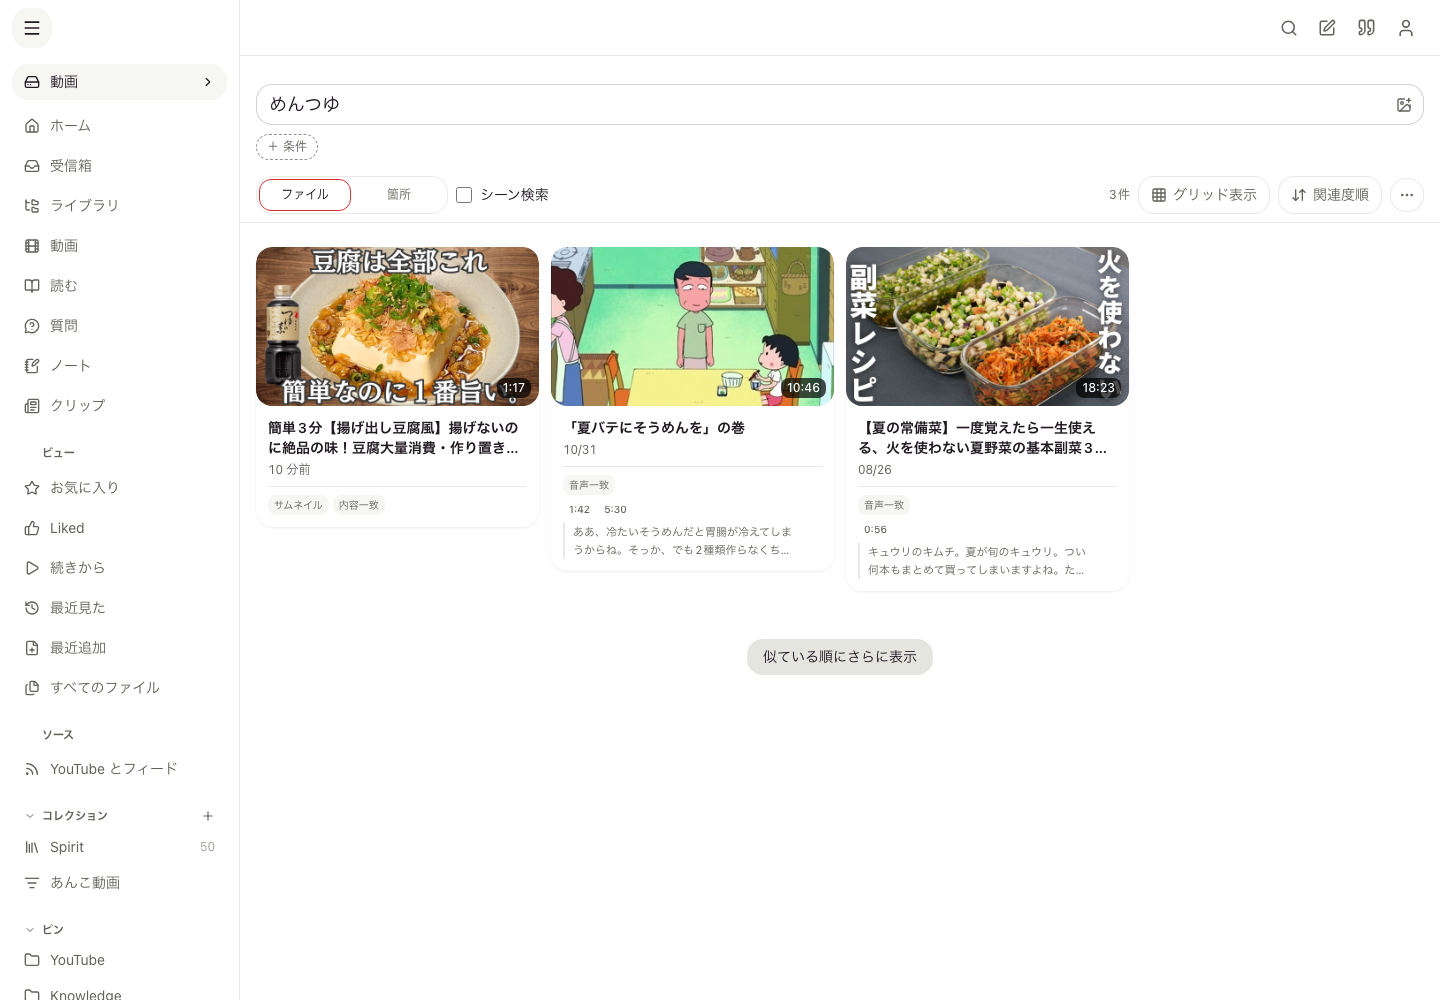 動画
ホーム
受信箱
ライブラリ
動画
読む
質問
ノート
クリップ
ビュー
お気に入り
Liked
続きから
最近見た
最近追加
すべてのファイル
ソース
YouTube とフィード
コレクション
Spirit 50
あんこ動画
ピン
YouTube
Knowledge
めんつゆ
+ 条件
ファイル 箇所 シーン検索
3件 グリッド表示 関連度順
豆腐は全部これ
つゆの素
簡単なのに1番旨い。
1:17
簡単3分【揚げ出し豆腐風】揚げないの
に絶品の味！豆腐大量消費・作り置き...
10 分前
サムネイル 内容一致
10:46
「夏バテにそうめんを」の巻
10/31
音声一致
1:42 5:30
ああ、冷たいそうめんだと胃腸が冷えてしま
うからね。そっか、でも2種類作らなくち...
火を使わな
副菜レシピ
18:23
【夏の常備菜】一度覚えたら一生使え
る、火を使わない夏野菜の基本副菜3...
08/26
音声一致
0:56
キュウリのキムチ。夏が旬のキュウリ。つい
何本もまとめて買ってしまいますよね。た...
似ている順にさらに表示